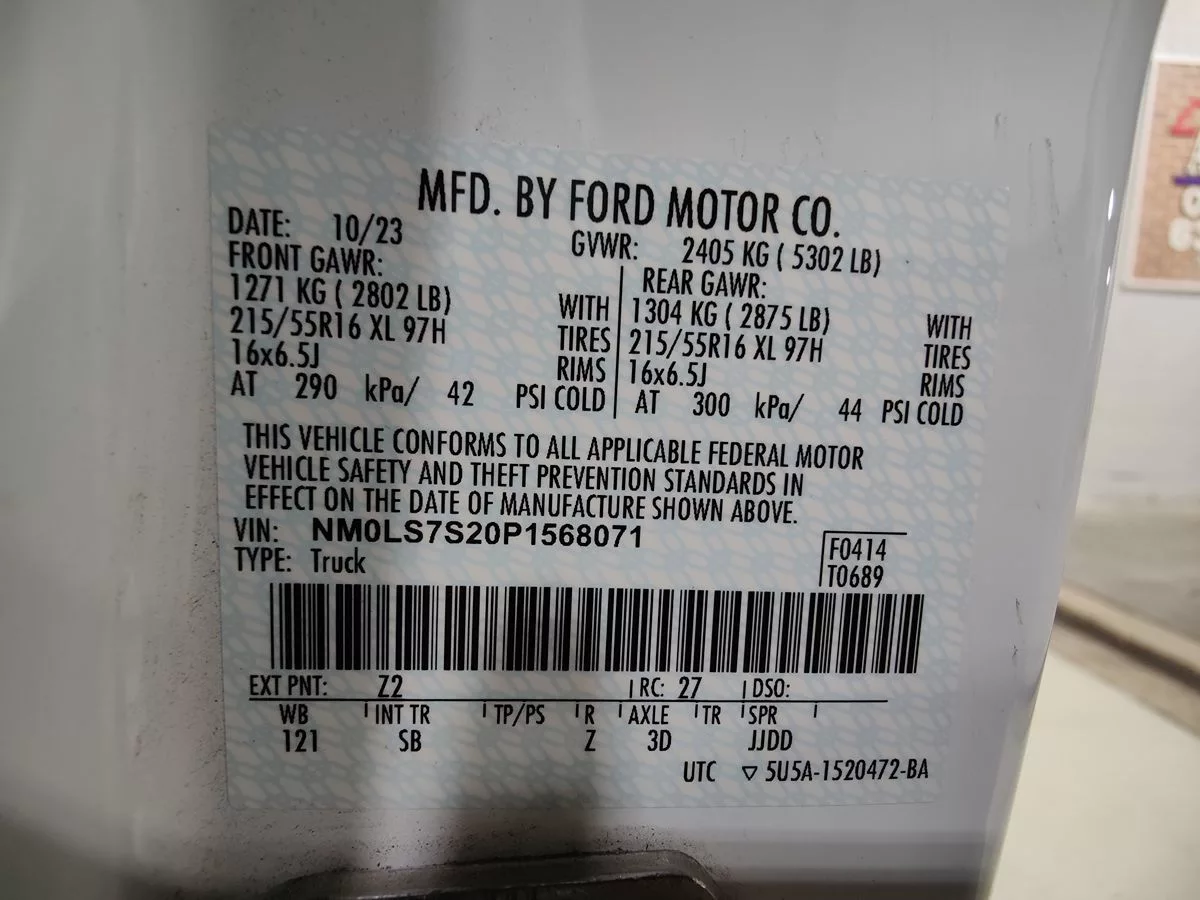 MFD. BY FORD MOTOR CO.
DATE: 10/23 GVWR: 2405 KG ( 5302 LB)
FRONT GAWR: REAR GAWR:
1271 KG ( 2802 LB) WITH 1304 KG ( 2875 LB) WITH
215/55R16 XL 97H TIRES 215/55R16 XL 97H TIRES
16x6.5J RIMS 16x6.5J RIMS
AT 290 kPa/ 42 PSI COLD AT 300 kPa/ 44 PSI COLD
THIS VEHICLE CONFORMS TO ALL APPLICABLE FEDERAL MOTOR
VEHICLE SAFETY AND THEFT PREVENTION STANDARDS IN
EFFECT ON THE DATE OF MANUFACTURE SHOWN ABOVE.
VIN: NM0LS7S20P1568071
F0414
TYPE: Truck
T0689
EXT PNT: Z2 RC: 27 DSO:
WB INT TR TP/PS R AXLE TR SPR
121 SB Z 3D JJDD
UTC ▽ 5U5A-1520472-BA